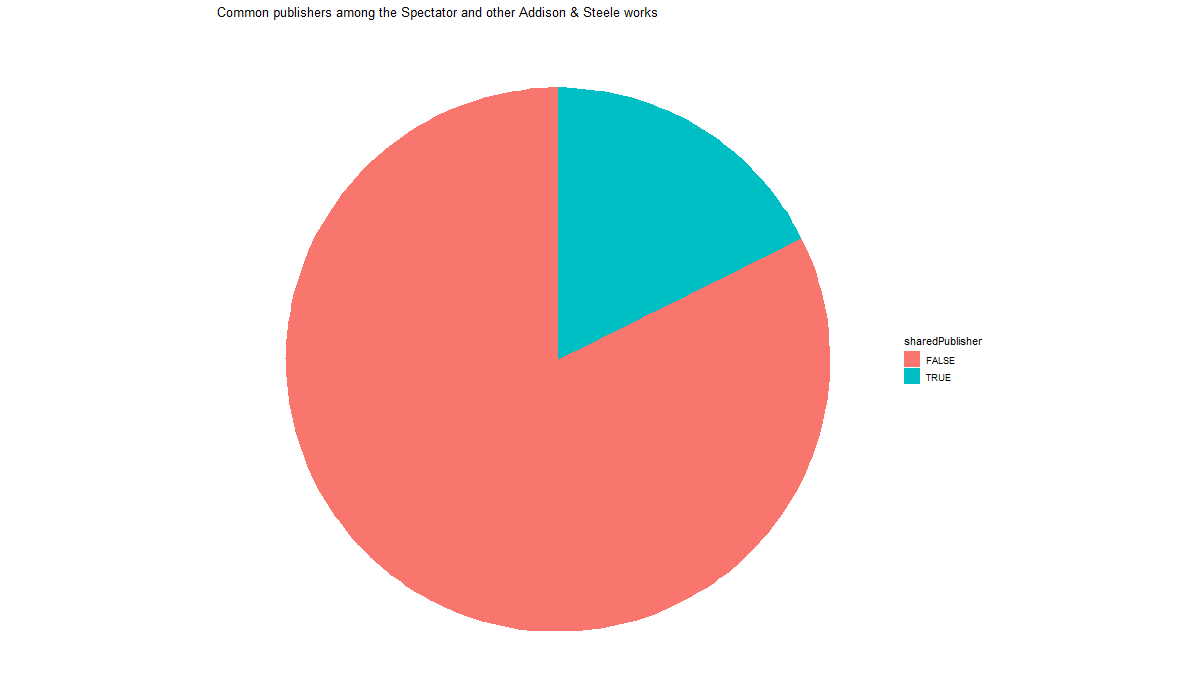 Common publishers among the Spectator and other Addison & Steele works
sharedPublisher
FALSE
TRUE